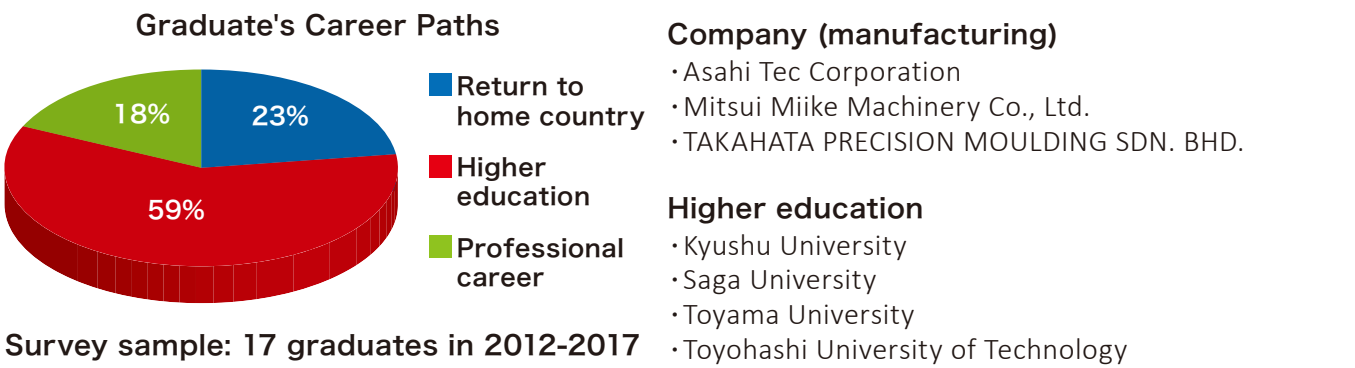 Graduate's Career Paths
18%
23%
59%
Return to
home country
Higher
education
Professional
career
Survey sample: 17 graduates in 2012-2017
Company (manufacturing)
・Asahi Tec Corporation
・Mitsui Miike Machinery Co., Ltd.
・TAKAHATA PRECISION MOULDING SDN. BHD.
Higher education
・Kyushu University
・Saga University
・Toyama University
・Toyohashi University of Technology